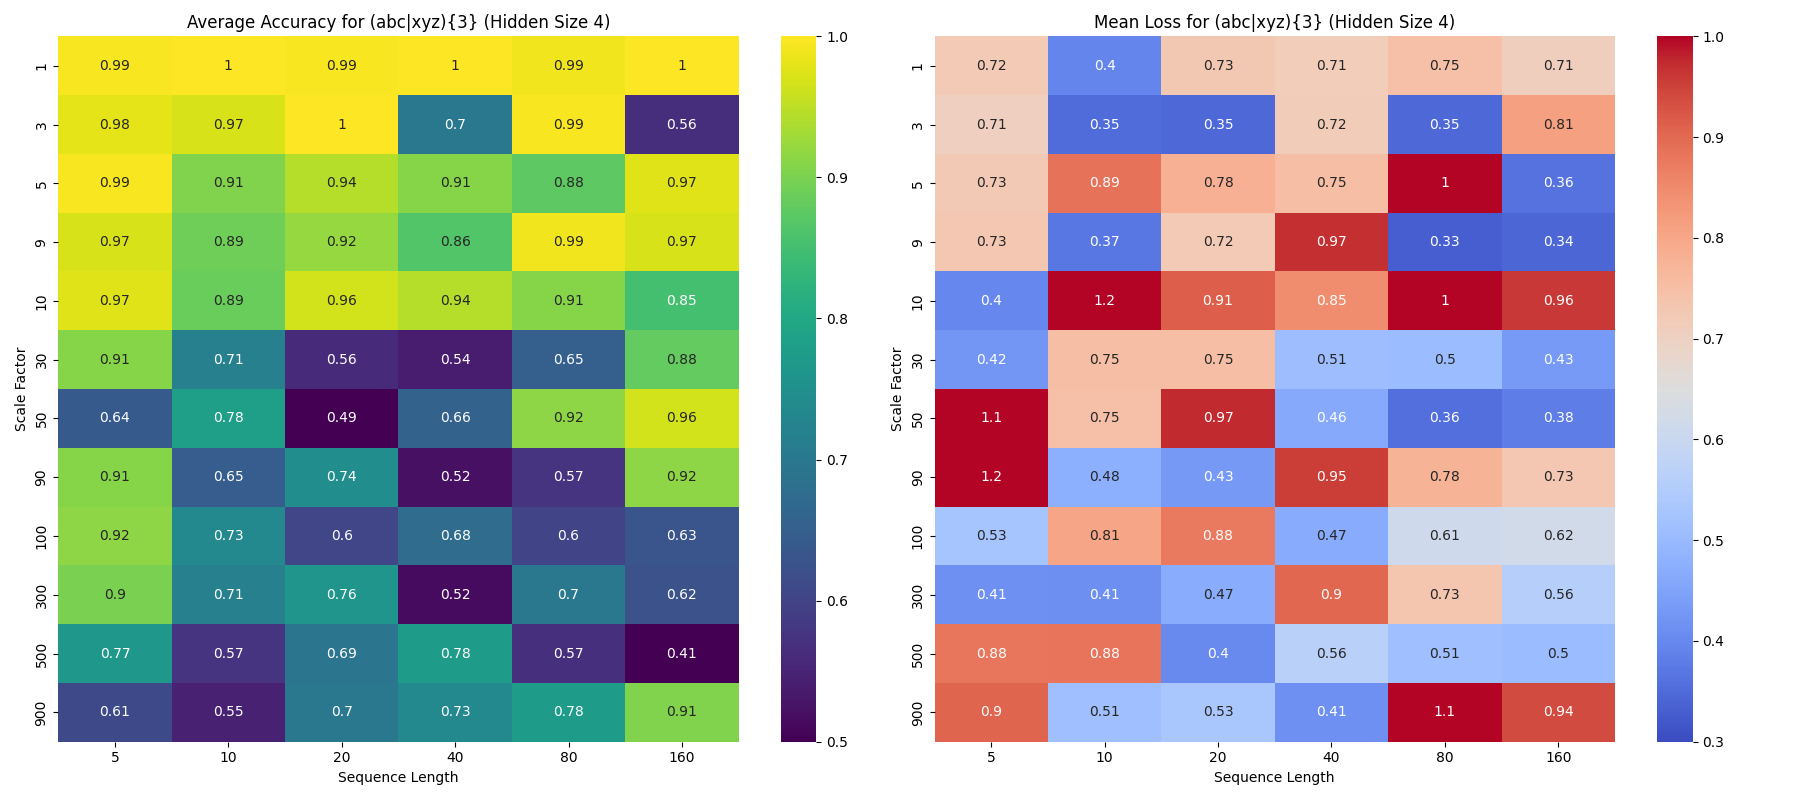 Average Accuracy for (abc|xyz){3} (Hidden Size 4)
Scale Factor
1 0.99 1 0.99 1 0.99 1
3 0.98 0.97 1 0.7 0.99 0.56
5 0.99 0.91 0.94 0.91 0.88 0.97
9 0.97 0.89 0.92 0.86 0.99 0.97
10 0.97 0.89 0.96 0.94 0.91 0.85
30 0.91 0.71 0.56 0.54 0.65 0.88
50 0.64 0.78 0.49 0.66 0.92 0.96
90 0.91 0.65 0.74 0.52 0.57 0.92
100 0.92 0.73 0.6 0.68 0.6 0.63
300 0.9 0.71 0.76 0.52 0.7 0.62
500 0.77 0.57 0.69 0.78 0.57 0.41
900 0.61 0.55 0.7 0.73 0.78 0.91
5 10 20 40 80 160
Sequence Length
1.0
0.9
0.8
0.7
0.6
0.5
Mean Loss for (abc|xyz){3} (Hidden Size 4)
Scale Factor
1 0.72 0.4 0.73 0.71 0.75 0.71
3 0.71 0.35 0.35 0.72 0.35 0.81
5 0.73 0.89 0.78 0.75 1 0.36
9 0.73 0.37 0.72 0.97 0.33 0.34
10 0.4 1.2 0.91 0.85 1 0.96
30 0.42 0.75 0.75 0.51 0.5 0.43
50 1.1 0.75 0.97 0.46 0.36 0.38
90 1.2 0.48 0.43 0.95 0.78 0.73
100 0.53 0.81 0.88 0.47 0.61 0.62
300 0.41 0.41 0.47 0.9 0.73 0.56
500 0.88 0.88 0.4 0.56 0.51 0.5
900 0.9 0.51 0.53 0.41 1.1 0.94
5 10 20 40 80 160
Sequence Length
1.0
0.9
0.8
0.7
0.6
0.5
0.4
0.3